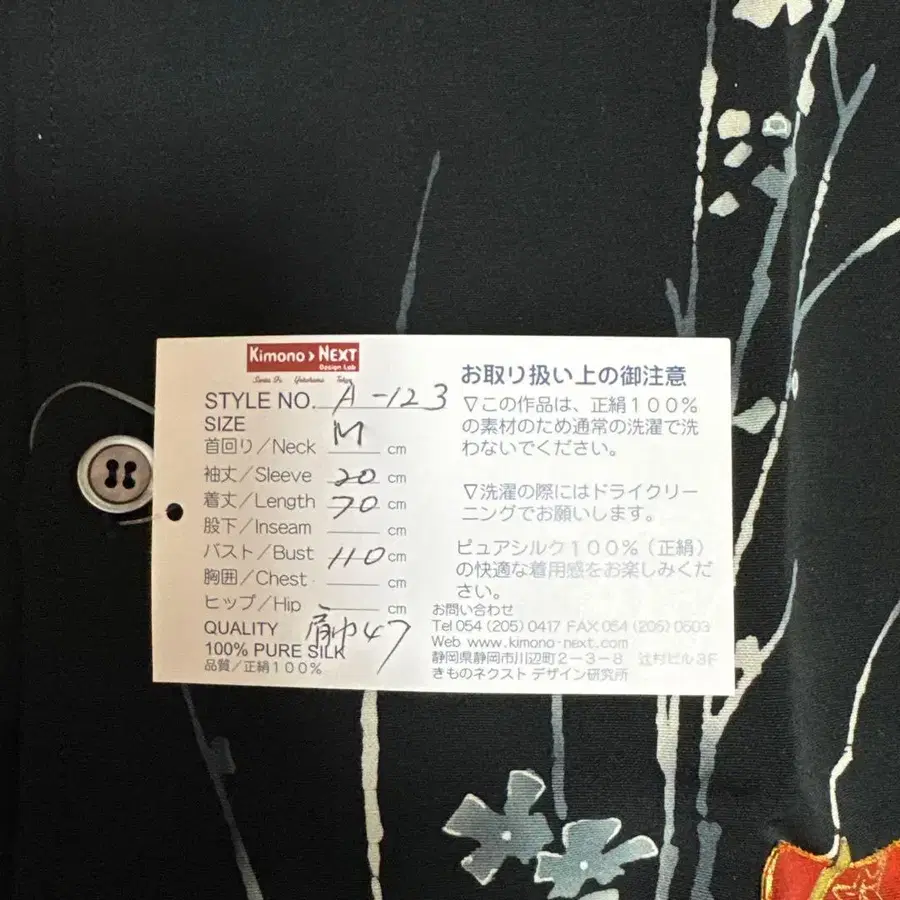 Kimono > NEXT
Design Lab
Santa Fe Yokohama Tokyo
STYLE NO. A-123
SIZE M
首回り/Neck cm
袖丈/Sleeve 20 cm
着丈/Length 70 cm
股下/Inseam cm
バスト/Bust 110 cm
胸囲/Chest cm
ヒップ/Hip cm
QUALITY 肩巾47
100% PURE SILK
品質/正絹100%
お取り扱い上の御注意
▽この作品は、正絹100%
の素材のため通常の洗濯で洗
わないでください。
▽洗濯の際にはドライクリー
ニングでお願いします。
ピュアシルク100%(正絹)
の快適な着用感をお楽しみくだ
さい。
お問い合わせ
Tel 054 (205) 0417 FAX 054 (205) 0503
Web www.kimono-next.com
静岡県静岡市川辺町2-3-8 辻村ビル3F
きものネクスト デザイン研究所